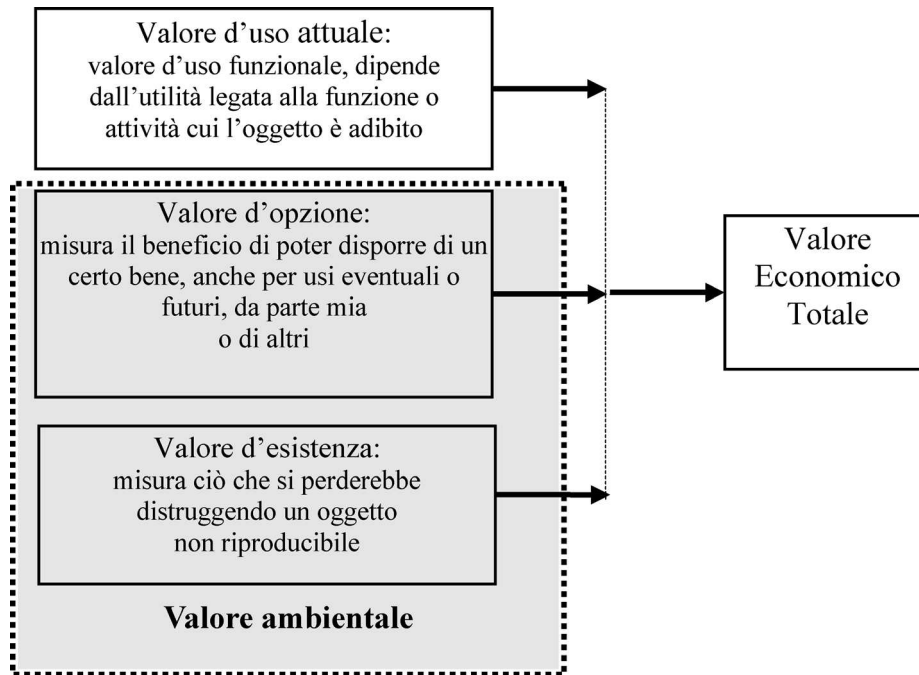 Valore d’uso attuale:
valore d’uso funzionale, dipende
dall’utilità legata alla funzione o
attività cui l’oggetto è adibito
Valore d’opzione:
misura il beneficio di poter disporre di un
certo bene, anche per usi eventuali o
futuri, da parte mia
o di altri
Valore d’esistenza:
misura ciò che si perderebbe
distruggendo un oggetto
non riproducibile
Valore ambientale
Valore
Economico
Totale